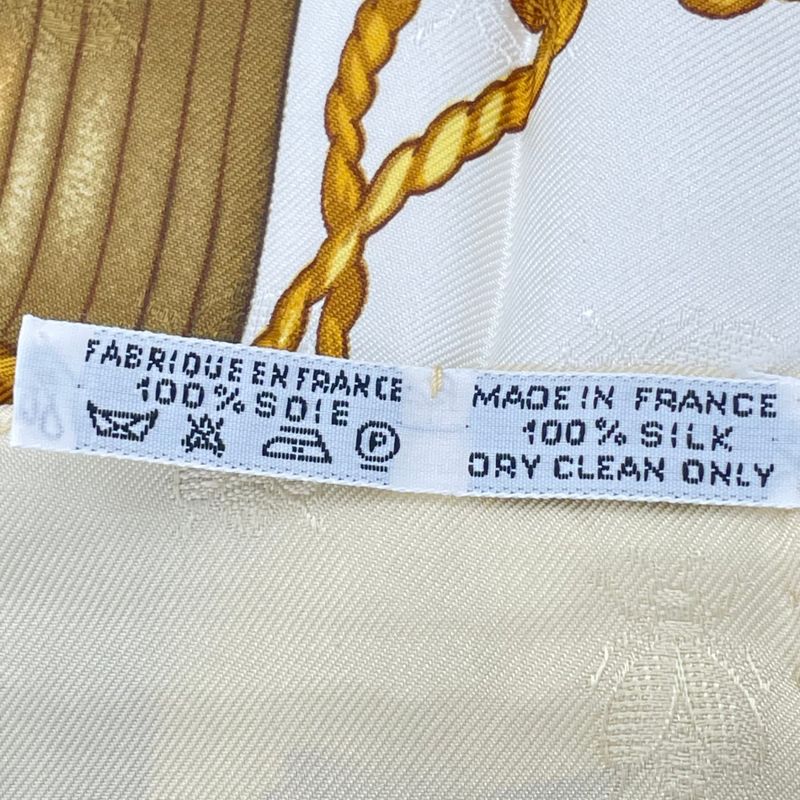 FABRIQUE EN FRANCE
100% SOIE
P
MADE IN FRANCE
100% SILK
DRY CLEAN ONLY